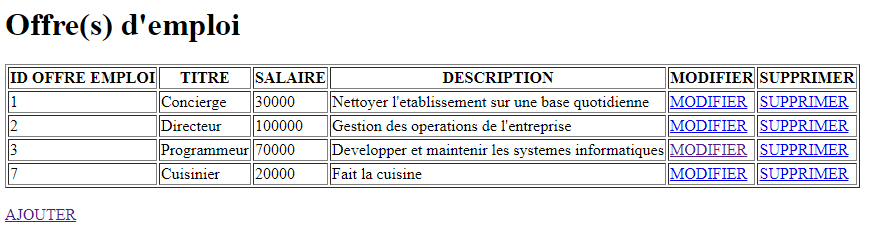 Offre(s) d'emploi
ID OFFRE EMPLOI TITRE SALAIRE DESCRIPTION MODIFIER SUPPRIMER
1 Concierge 30000 Nettoyer l'etablissement sur une base quotidienne MODIFIER SUPPRIMER
2 Directeur 100000 Gestion des operations de l'entreprise MODIFIER SUPPRIMER
3 Programmeur 70000 Developper et maintenir les systemes informatiques MODIFIER SUPPRIMER
7 Cuisinier 20000 Fait la cuisine MODIFIER SUPPRIMER
AJOUTER